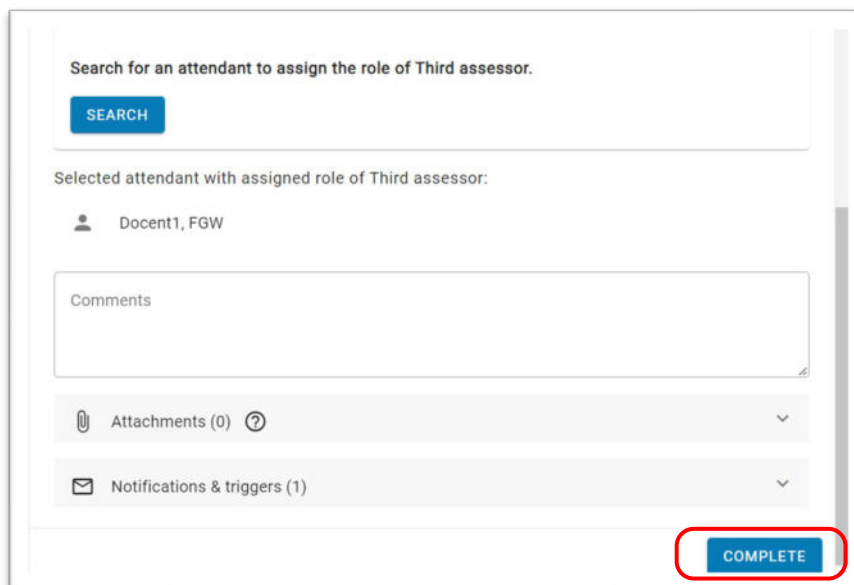 Search for an attendant to assign the role of Third assessor.
SEARCH
Selected attendant with assigned role of Third assessor:
Docent1, FGW
Comments
Attachments (0) ?
Notifications & triggers (1)
COMPLETE